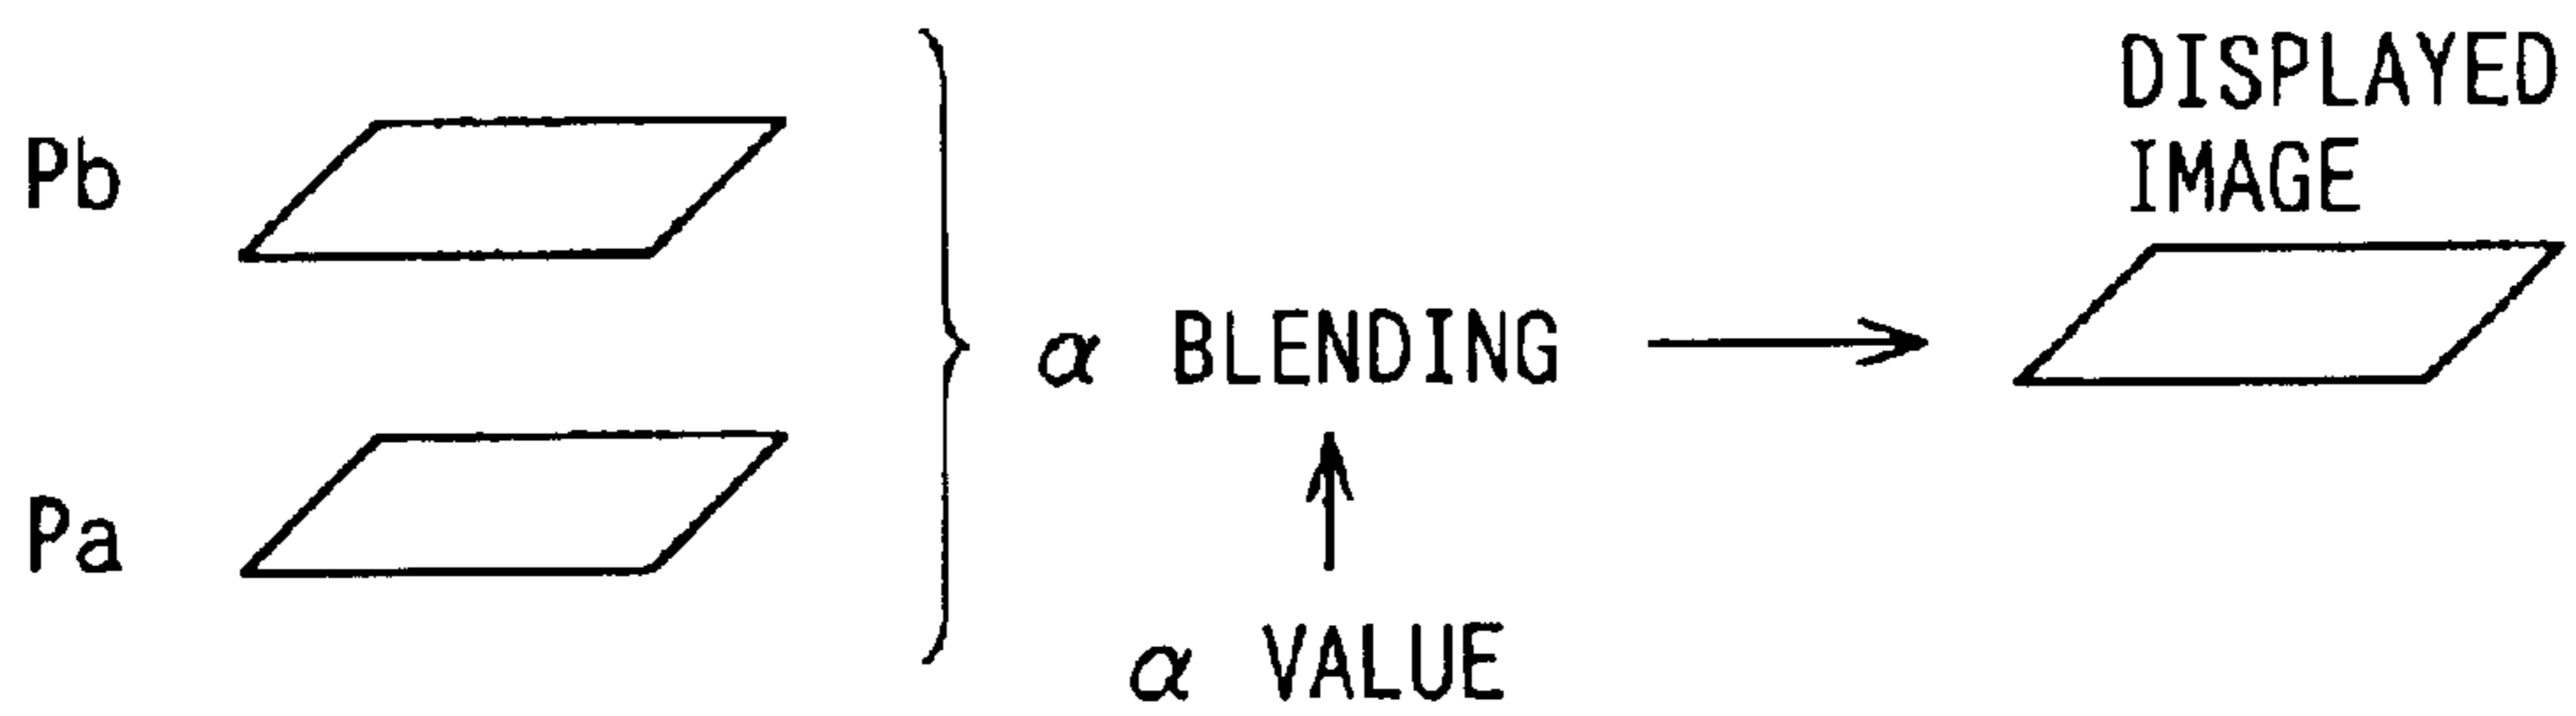 Pb
Pa
α BLENDING
α VALUE
DISPLAYED
IMAGE